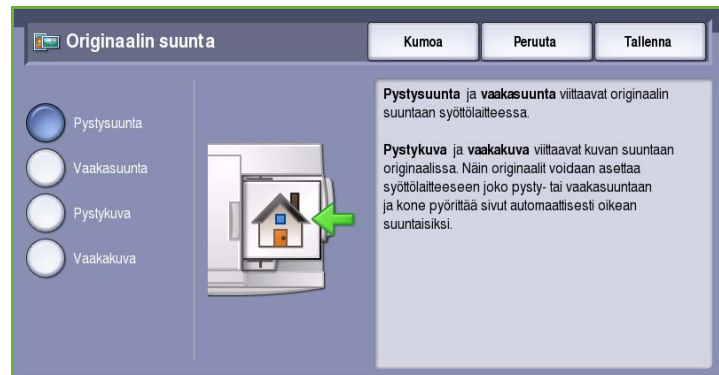 Originaalin suunta
Kumoa
Peruuta
Tallenna
Pystysuunta
Vaakasuunta
Pystykuva
Vaakakuva
Pystysuunta ja vaakasuunta viittaavat originaalin
suuntaan syöttölaitteessa.
Pystykuva ja vaakakuva viittaavat kuvan suuntaan
originaalissa. Näin originaalit voidaan asettaa
syöttölaitteeseen joko pysty- tai vaakasuuntaan
ja kone pyörittää sivut automaattisesti oikean
suuntaisiksi.